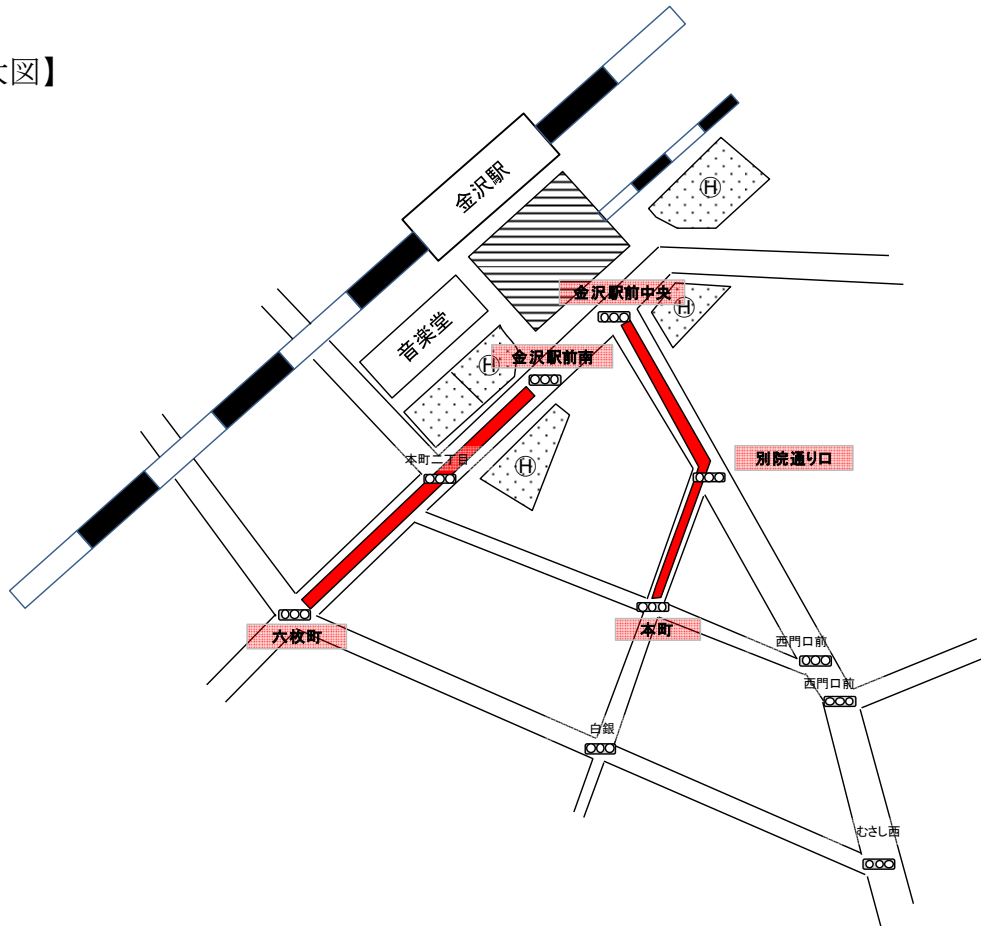 大図】
金沢駅
Ⓗ
金沢駅前中央
Ⓗ
音楽堂
Ⓗ
金沢駅前南
本町二丁目
Ⓗ
別院通り口
六枚町
本町
西門口前
西門口前
白銀
むさし西